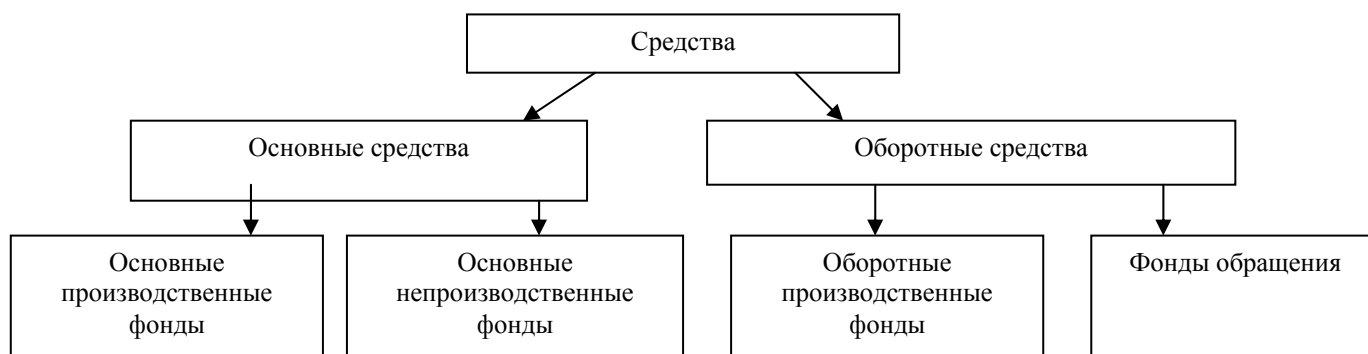 Средства
Основные средства
Оборотные средства
Основные
производственные
фонды
Основные
непроизводственные
фонды
Оборотные
производственные
фонды
Фонды обращения